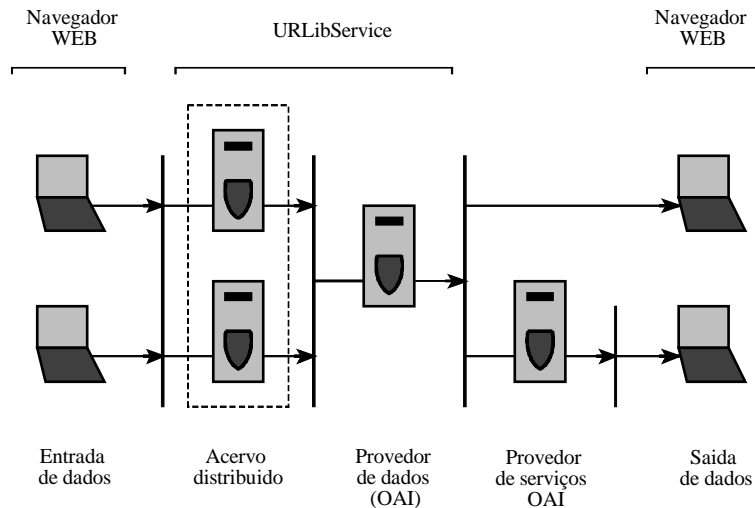 Navegador
WEB
URLibService
Navegador
WEB
Entrada
de dados
Acervo
distribuido
Provedor
de dados
(OAI)
Provedor
de serviços
OAI
Saida
de dados